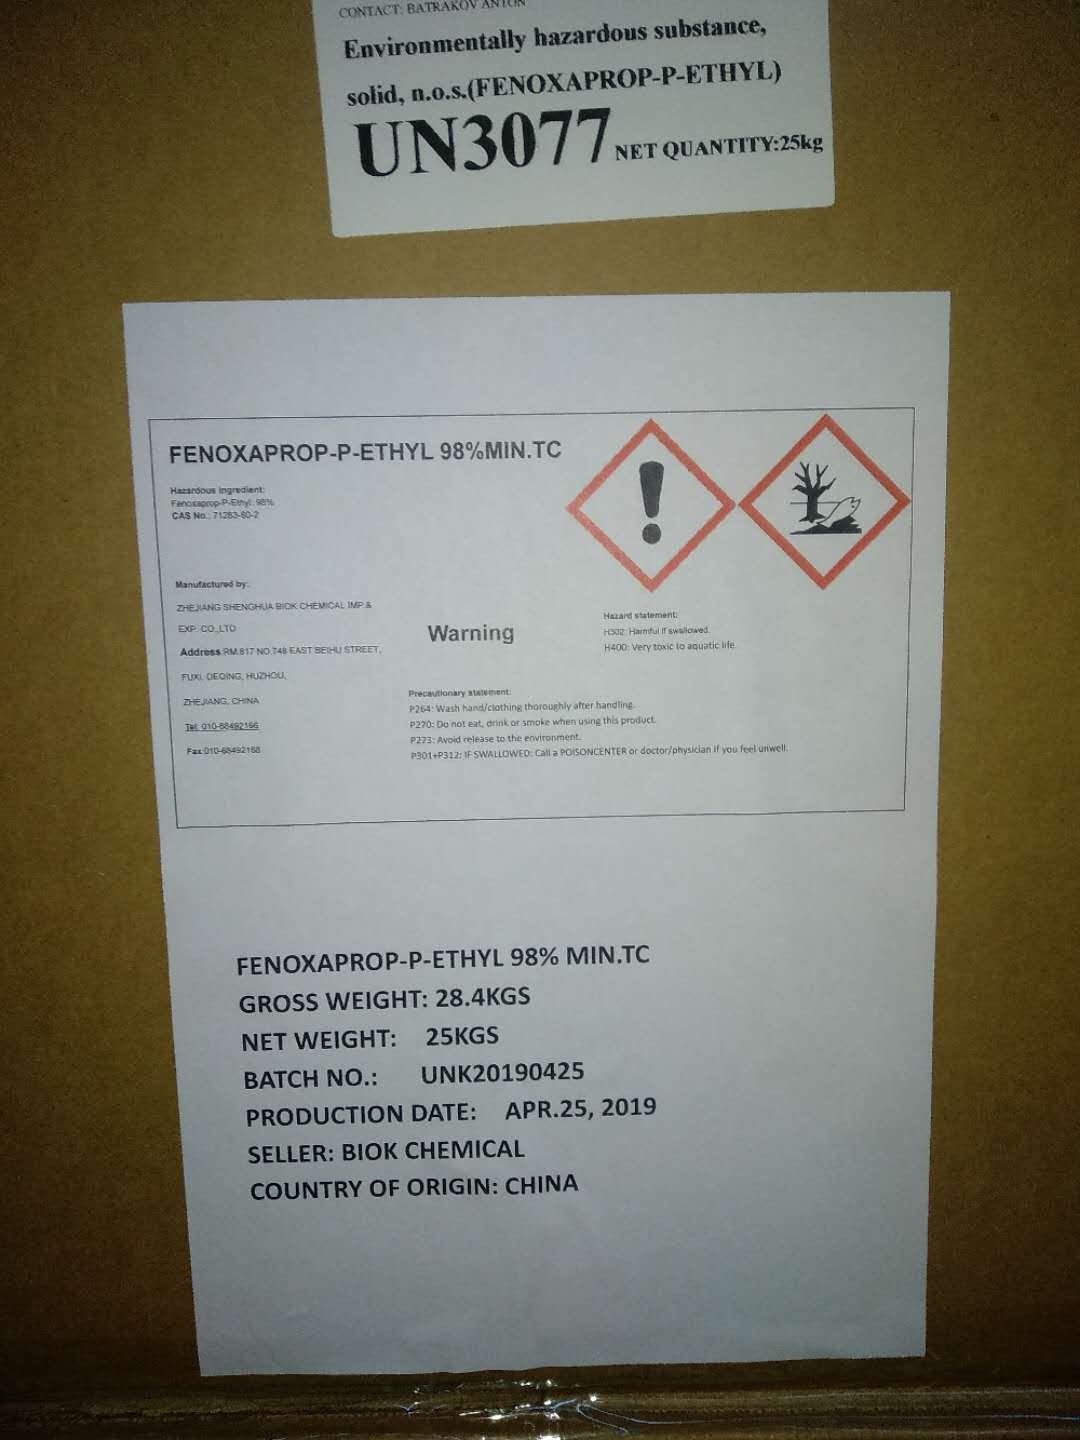 CONTACT: BATRAKOV ANTON
Environmentally hazardous substance,
solid, n.o.s.(FENOXAPROP-P-ETHYL)
UN3077 NET QUANTITY:25kg
FENOXAPROP-P-ETHYL 98%MIN.TC
Hazardous Ingredient:
Fenoxaprop-P-Ethyl: 98%
CAS No.: 71283-80-2
Manufactured by:
ZHEJIANG SHENGHUA BIOK CHEMICAL IMP &
EXP. CO.,LTD
Address:RM.817 NO.748 EAST BEIHU STREET,
FUXI, DEQING, HUZHOU,
ZHEJIANG, CHINA
Tel: 010-68492166
Fax:010-68492168
Warning
Hazard statement:
H302: Harmful if swallowed.
H400: Very toxic to aquatic life.
Precautionary statement:
P264: Wash hand/clothing thoroughly after handling.
P270: Do not eat, drink or smoke when using this product.
P273: Avoid release to the environment.
P301+P312: IF SWALLOWED: Call a POISONCENTER or doctor/physician if you feel unwell.
FENOXAPROP-P-ETHYL 98% MIN.TC
GROSS WEIGHT: 28.4KGS
NET WEIGHT: 25KGS
BATCH NO.: UNK20190425
PRODUCTION DATE: APR.25, 2019
SELLER: BIOK CHEMICAL
COUNTRY OF ORIGIN: CHINA